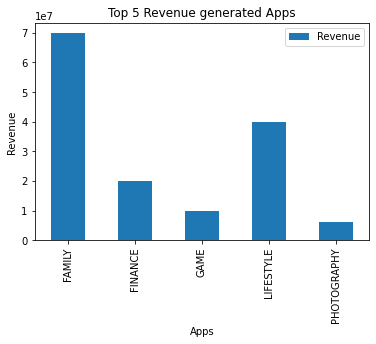 Top 5 Revenue generated Apps
1e7
Revenue
7
6
5
4
3
2
1
0
Revenue
FAMILY
FINANCE
GAME
LIFESTYLE
PHOTOGRAPHY
Apps